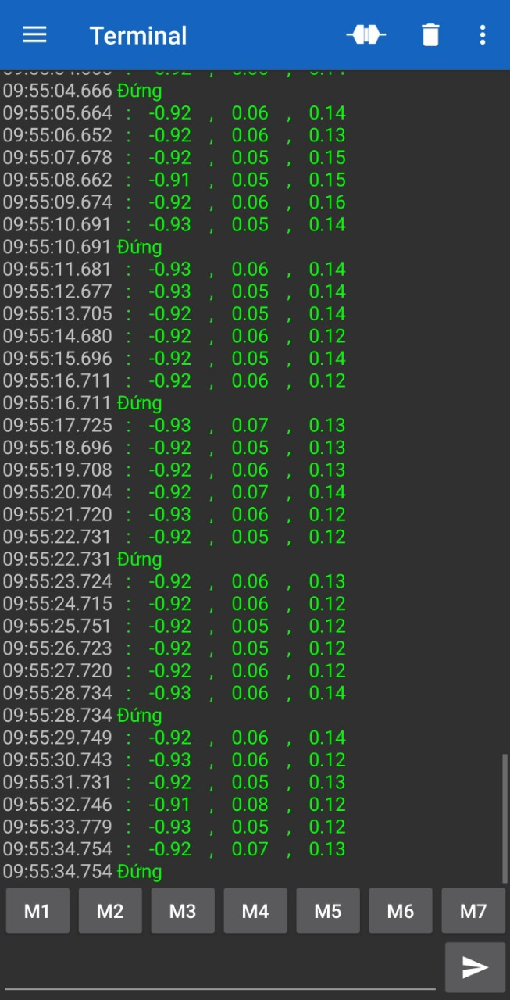 Terminal
09:55:04.666 Đứng
09:55:05.664 : -0.92 , 0.06 , 0.14
09:55:06.652 : -0.92 , 0.06 , 0.13
09:55:07.678 : -0.92 , 0.05 , 0.15
09:55:08.662 : -0.91 , 0.05 , 0.15
09:55:09.674 : -0.92 , 0.06 , 0.16
09:55:10.691 : -0.93 , 0.05 , 0.14
09:55:10.691 Đứng
09:55:11.681 : -0.93 , 0.06 , 0.14
09:55:12.677 : -0.93 , 0.05 , 0.14
09:55:13.705 : -0.92 , 0.05 , 0.14
09:55:14.680 : -0.92 , 0.06 , 0.12
09:55:15.696 : -0.92 , 0.05 , 0.14
09:55:16.711 : -0.92 , 0.06 , 0.12
09:55:16.711 Đứng
09:55:17.725 : -0.93 , 0.07 , 0.13
09:55:18.696 : -0.92 , 0.05 , 0.13
09:55:19.708 : -0.92 , 0.06 , 0.13
09:55:20.704 : -0.92 , 0.07 , 0.14
09:55:21.720 : -0.93 , 0.06 , 0.12
09:55:22.731 : -0.92 , 0.05 , 0.12
09:55:22.731 Đứng
09:55:23.724 : -0.92 , 0.06 , 0.13
09:55:24.715 : -0.92 , 0.06 , 0.12
09:55:25.751 : -0.92 , 0.05 , 0.12
09:55:26.723 : -0.92 , 0.05 , 0.12
09:55:27.720 : -0.92 , 0.06 , 0.12
09:55:28.734 : -0.93 , 0.06 , 0.14
09:55:28.734 Đứng
09:55:29.749 : -0.92 , 0.06 , 0.14
09:55:30.743 : -0.93 , 0.06 , 0.12
09:55:31.731 : -0.92 , 0.05 , 0.13
09:55:32.746 : -0.91 , 0.08 , 0.12
09:55:33.779 : -0.93 , 0.05 , 0.12
09:55:34.754 : -0.92 , 0.07 , 0.13
09:55:34.754 Đứng
M1 M2 M3 M4 M5 M6 M7